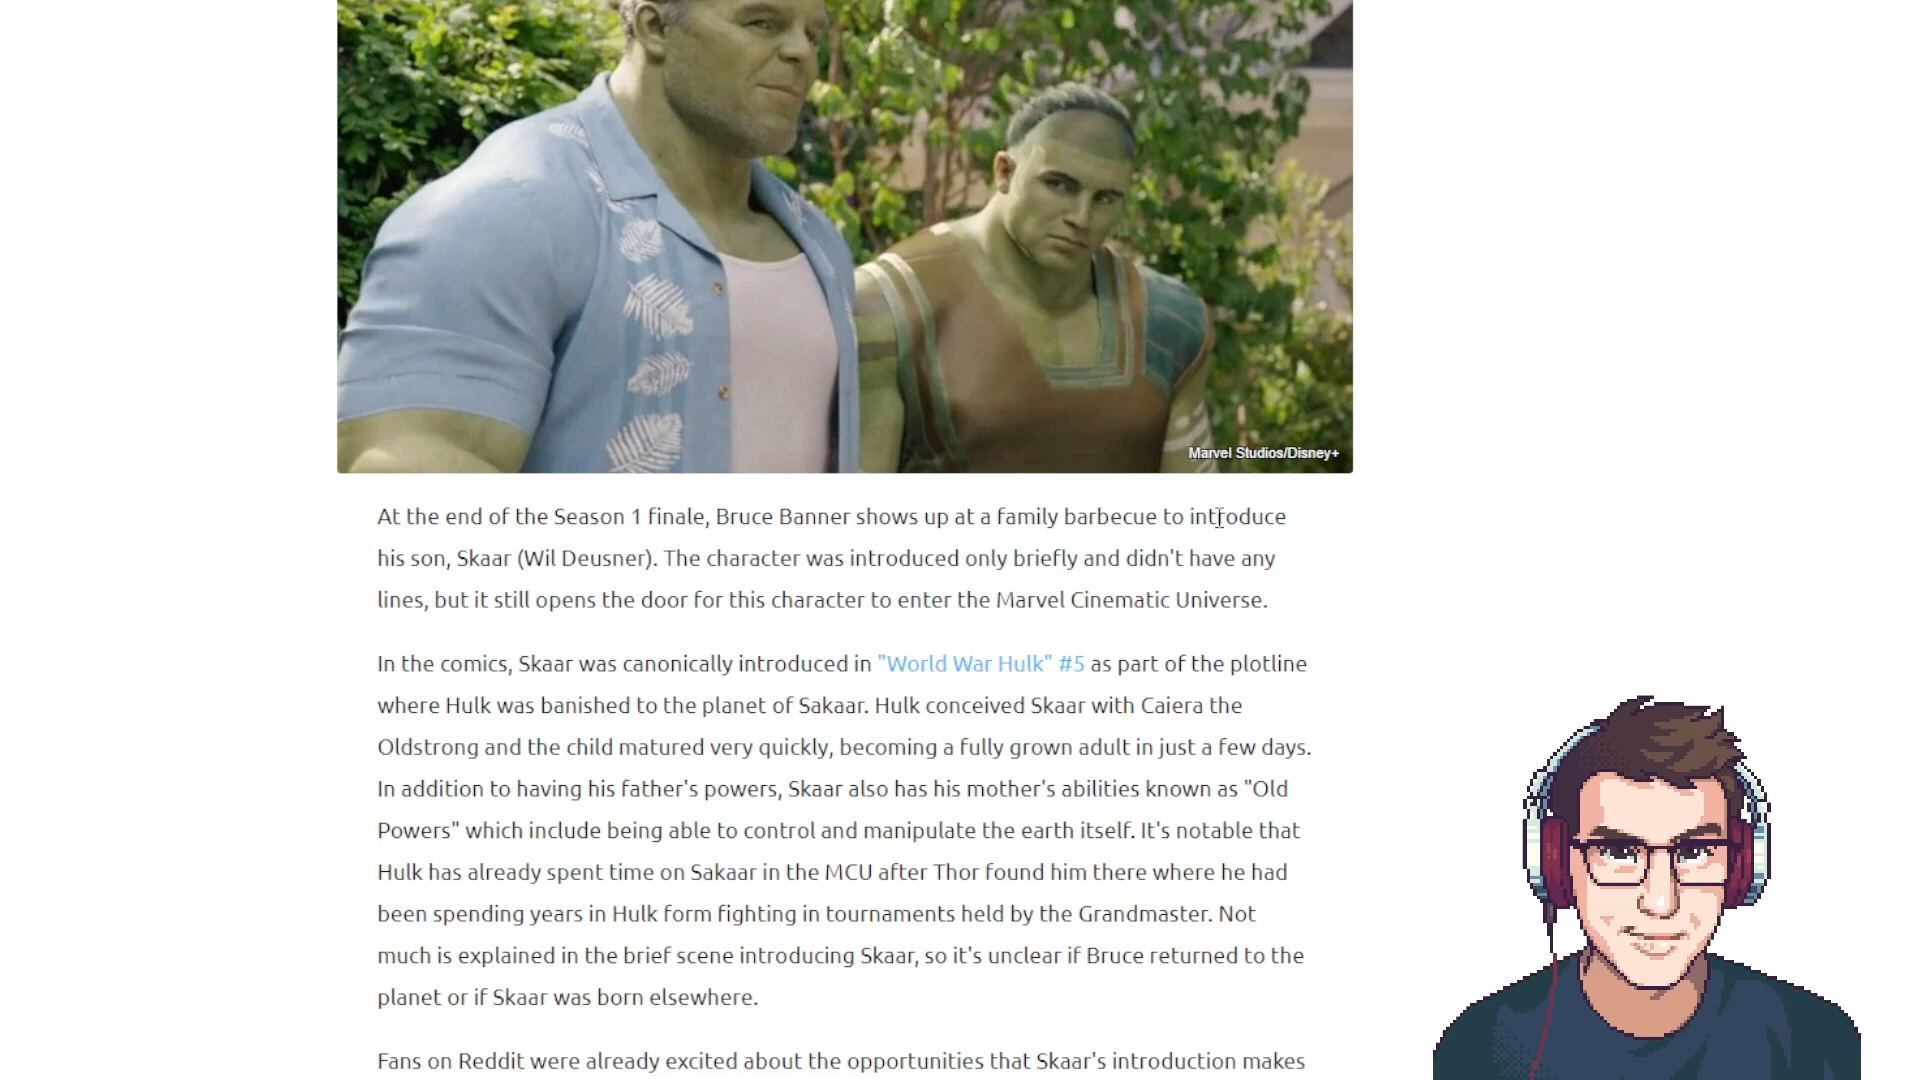 Marvel Studios/Disney+
At the end of the Season 1 finale, Bruce Banner shows up at a family barbecue to introduce
his son, Skaar (Wil Deusner). The character was introduced only briefly and didn't have any
lines, but it still opens the door for this character to enter the Marvel Cinematic Universe.
In the comics, Skaar was canonically introduced in "World War Hulk" #5 as part of the plotline
where Hulk was banished to the planet of Sakaar. Hulk conceived Skaar with Caiera the
Oldstrong and the child matured very quickly, becoming a fully grown adult in just a few days.
In addition to having his father's powers, Skaar also has his mother's abilities known as "Old
Powers" which include being able to control and manipulate the earth itself. It's notable that
Hulk has already spent time on Sakaar in the MCU after Thor found him there where he had
been spending years in Hulk form fighting in tournaments held by the Grandmaster. Not
much is explained in the brief scene introducing Skaar, so it's unclear if Bruce returned to the
planet or if Skaar was born elsewhere.
Fans on Reddit were already excited about the opportunities that Skaar's introduction makes